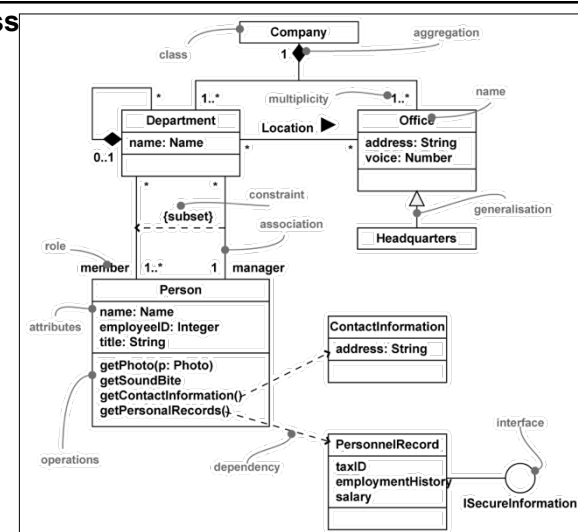 ss
Company
aggregation
class
1
multiplicity
name
*
1..*
1..*
Department
name: Name
Location
Office
address: String
voice: Number
0..1
*
*
*
*
constraint
{subset}
association
generalisation
Headquarters
role
member
1..*
1
manager
Person
name: Name
employeeID: Integer
title: String
attributes
ContactInformation
address: String
getPhoto(p: Photo)
getSoundBite
getContactInformation()
getPersonalRecords()
operations
dependency
PersonnelRecord
taxID
employmentHistory
salary
interface
ISecureInformation